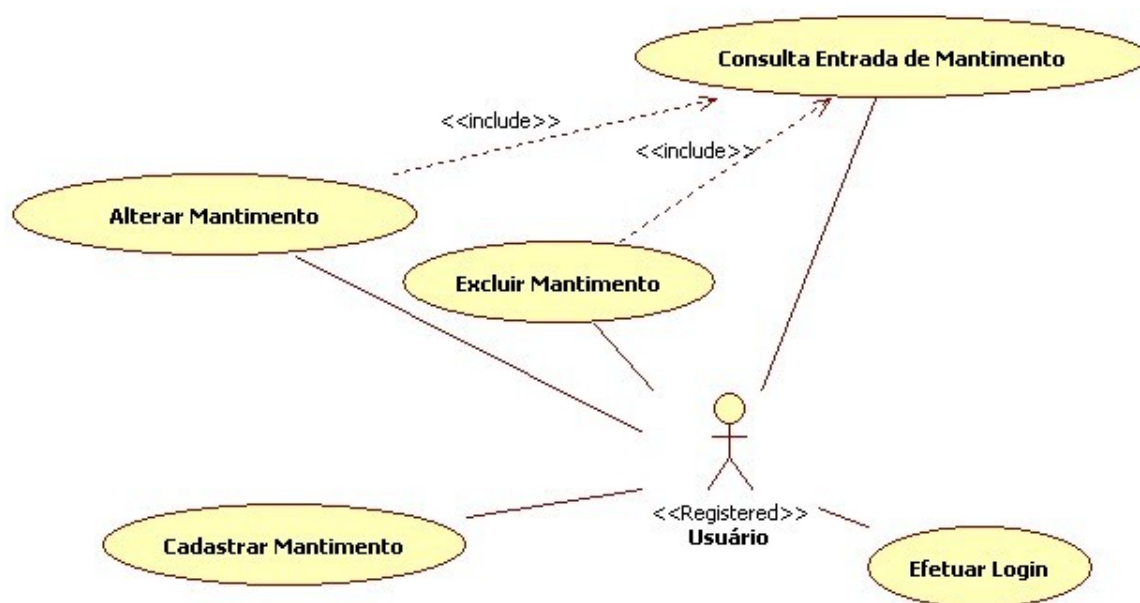 Consulta Entrada de Mantimento
<<include>>
<<include>>
Alterar Mantimento
Excluir Mantimento
<<Registered>>
Usuário
Cadastrar Mantimento
Efetuar Login